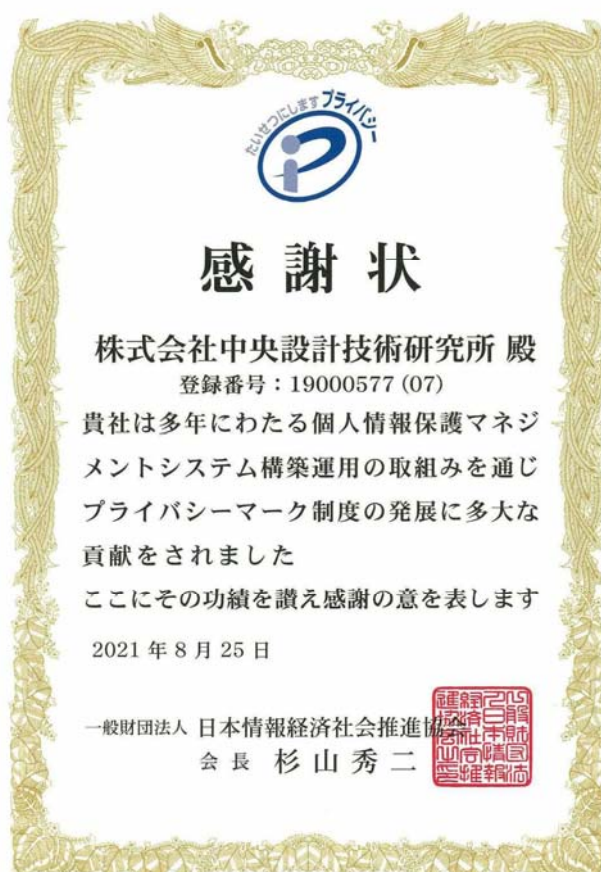 たいせつにしますプライバシー
感謝状
株式会社中央設計技術研究所 殿
登録番号：19000577 (07)
貴社は多年にわたる個人情報保護マネジ
メントシステム構築運用の取組みを通じ
プライバシーマーク制度の発展に多大な
貢献をされました
ここにその功績を讃え感謝の意を表します
2021 年 8 月 25 日
一般財団法人 日本情報経済社会推進協会
会 長 杉 山 秀 二